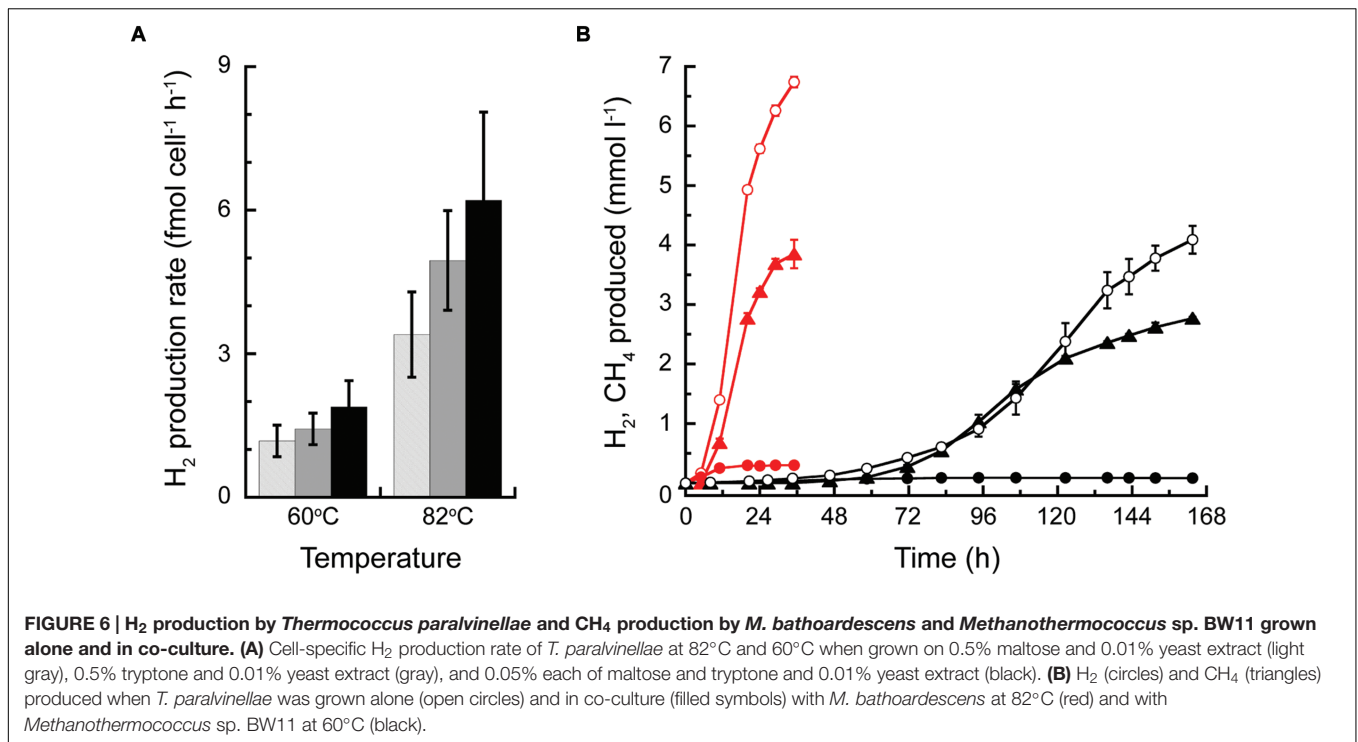 A
H₂ production rate (fmol cell⁻¹ h⁻¹)
9
6
3
0
60°C 82°C
Temperature
B
H₂, CH₄ produced (mmol l⁻¹)
7
6
5
4
3
2
1
0
0 24 48 72 96 120 144 168
Time (h)
FIGURE 6 | H₂ production by Thermococcus paralvinellae and CH₄ production by M. bathoardescens and Methanothermococcus sp. BW11 grown
alone and in co-culture. (A) Cell-specific H₂ production rate of T. paralvinellae at 82°C and 60°C when grown on 0.5% maltose and 0.01% yeast extract (light
gray), 0.5% tryptone and 0.01% yeast extract (gray), and 0.05% each of maltose and tryptone and 0.01% yeast extract (black). (B) H₂ (circles) and CH₄ (triangles)
produced when T. paralvinellae was grown alone (open circles) and in co-culture (filled symbols) with M. bathoardescens at 82°C (red) and with
Methanothermococcus sp. BW11 at 60°C (black).